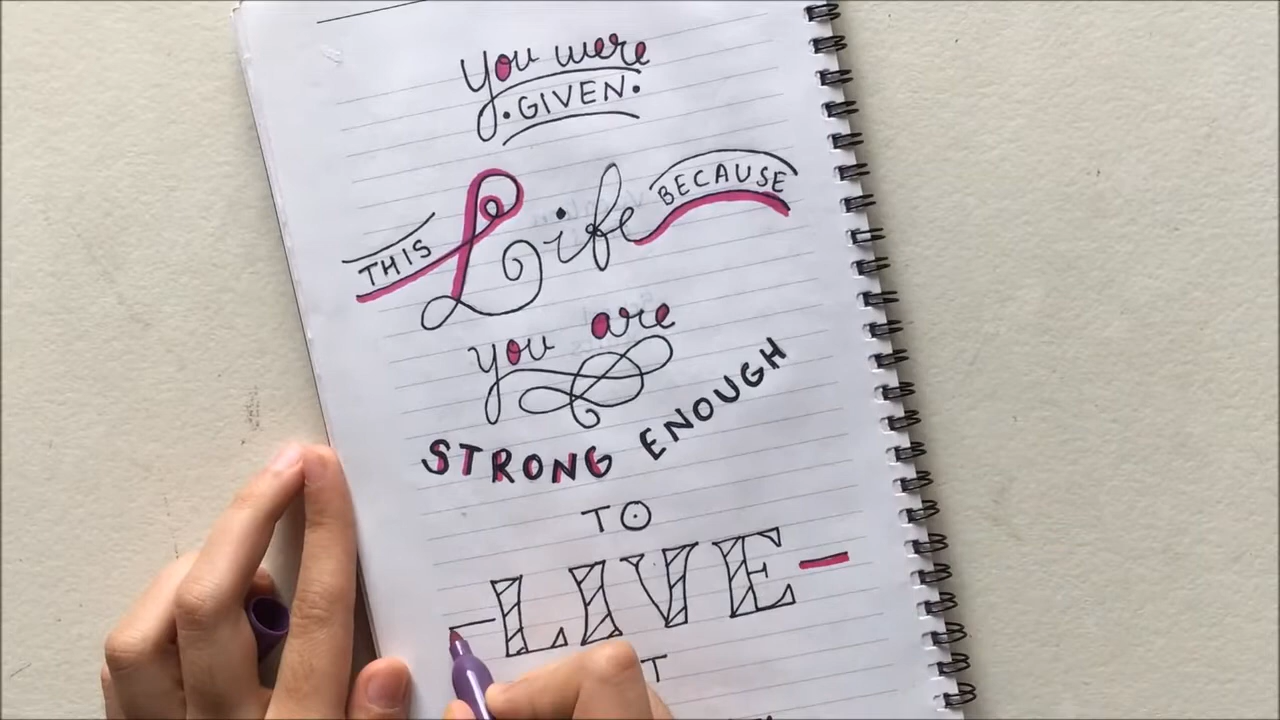 You were
• GIVEN •
THIS Life BECAUSE
you are
STRONG ENOUGH
TO
- LIVE -
T